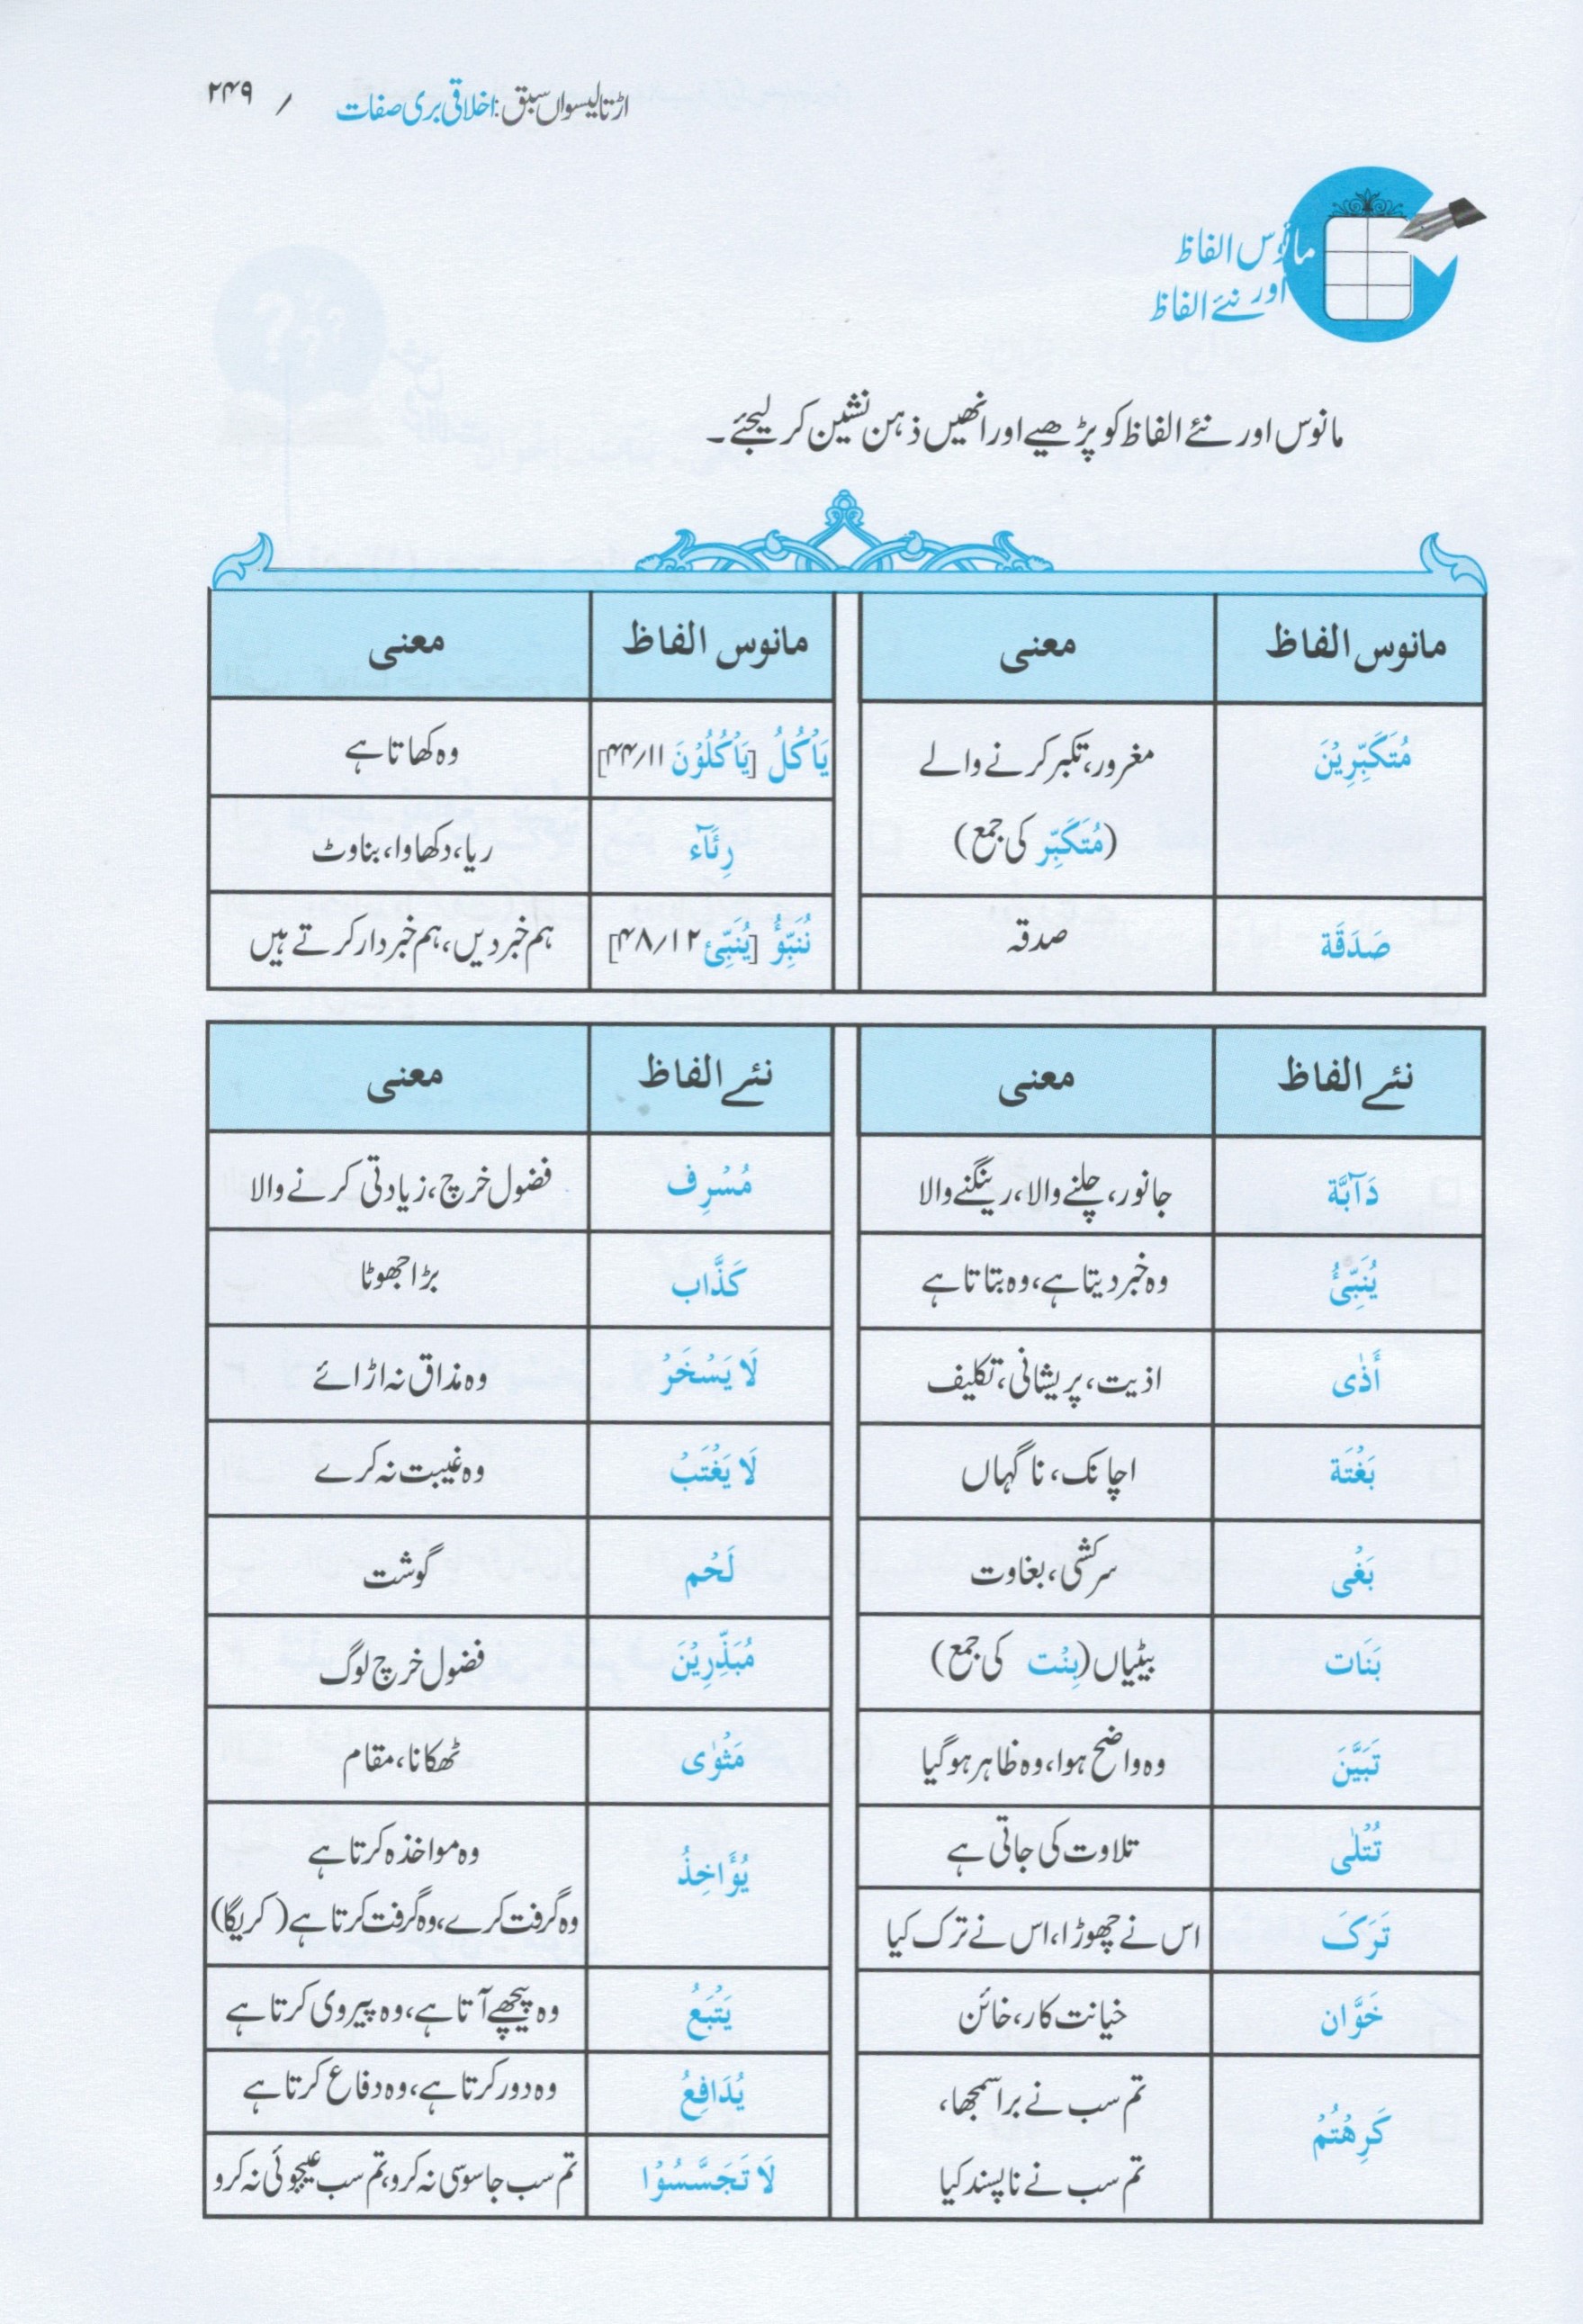 اڑتالیسواں سبق: اخلاقی بری صفات / ۲۴۹
مانوس الفاظ
اور نئے الفاظ
مانوس اور نئے الفاظ کو پڑھیے اور انھیں ذہن نشین کر لیجئے۔
مانوس الفاظ معنی مانوس الفاظ معنی
مُتَكَبِّرِیْنَ مغرور، تکبر کرنے والے یَاْكُلُ [یَاْكُلُوْنَ ۴۴/۱۱] وہ کھاتا ہے
(مُتَكَبِّر کی جمع) رِئَآء ریا، دکھاوا، بناوٹ
صَدَقَة صدقہ نُنَبِّؤُ [یُنَبِّئُ ۴۸/۱۲] ہم خبر دیں، ہم خبردار کرتے ہیں
نئے الفاظ معنی نئے الفاظ معنی
دَآبَّة جانور، چلنے والا، رینگنے والا مُسْرِف فضول خرچ، زیادتی کرنے والا
یُنَبِّئُ وہ خبر دیتا ہے، وہ بتاتا ہے كَذَّاب بڑا جھوٹا
أَذٰی اذیت، پریشانی، تکلیف لَا یَسْخَرْ وہ مذاق نہ اڑائے
بَغْتَة اچانک، ناگہاں لَا یَغْتَبْ وہ غیبت نہ کرے
بَغْی سرکشی، بغاوت لَحْم گوشت
بَنَات بیٹیاں (بِنْت کی جمع) مُبَذِّرِیْنَ فضول خرچ لوگ
تَبَیَّنَ وہ واضح ہوا، وہ ظاہر ہو گیا مَثْوٰی ٹھکانا، مقام
تُتْلٰی تلاوت کی جاتی ہے یُؤَاخِذُ وہ مواخذہ کرتا ہے
تَرَكَ اس نے چھوڑا، اس نے ترک کیا وہ گرفت کرے، وہ گرفت کرتا ہے (کریگا)
خَوَّان خیانت کار، خائن یَتْبَعُ وہ پیچھے آتا ہے، وہ پیروی کرتا ہے
كَرِهْتُمْ تم سب نے برا سمجھا، یُدَافِعُ وہ دور کرتا ہے، وہ دفاع کرتا ہے
تم سب نے ناپسند کیا لَا تَجَسَّسُوْا تم سب جاسوسی نہ کرو، تم سب عیبجوئی نہ کرو